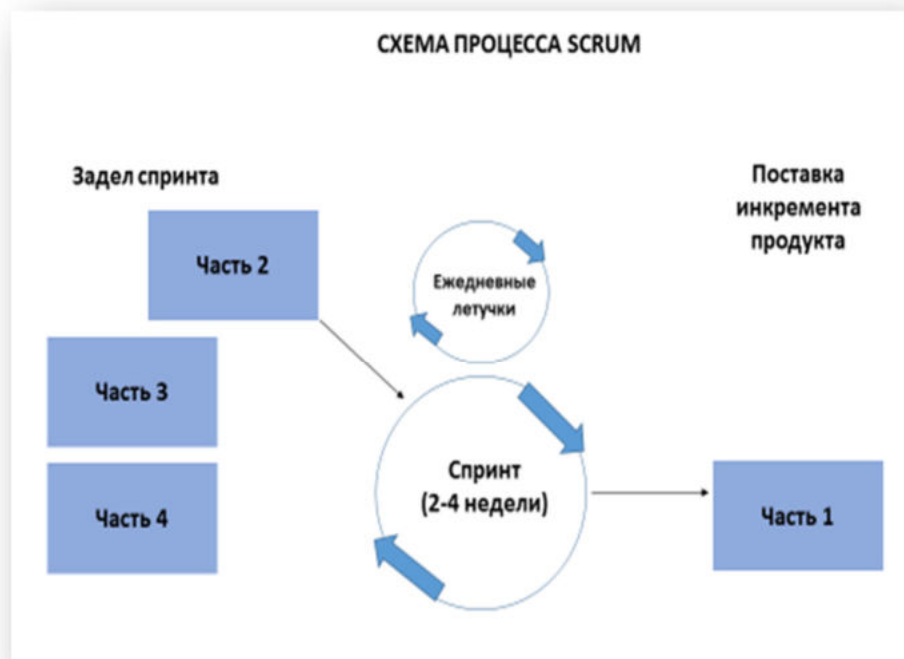 СХЕМА ПРОЦЕССА SCRUM
Задел спринта
Часть 2
Часть 3
Часть 4
Ежедневные
летучки
Спринт
(2-4 недели)
Поставка
инкремента
продукта
Часть 1